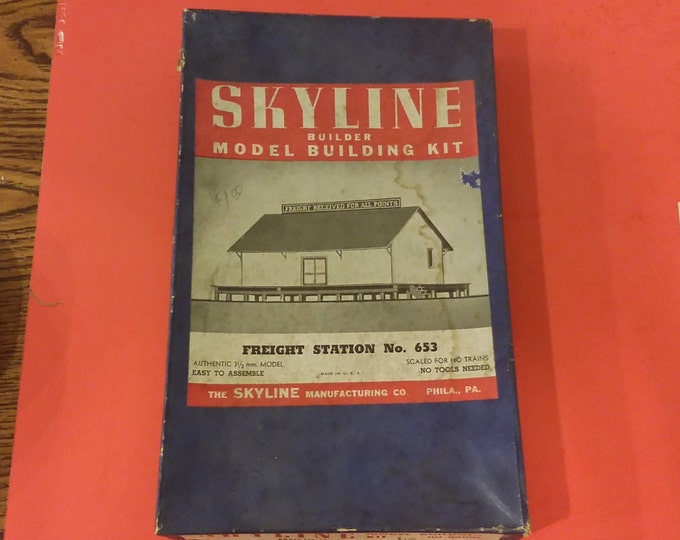 SKYLINE
BUILDER
MODEL BUILDING KIT
FREIGHT RECEIVED FOR ALL POINTS
FREIGHT STATION No. 653
AUTHENTIC 3½ mm. MODEL
EASY TO ASSEMBLE
MADE IN U.S.A.
SCALED FOR HO TRAINS
NO TOOLS NEEDED
THE SKYLINE MANUFACTURING CO. PHILA., PA.
SKYLINE